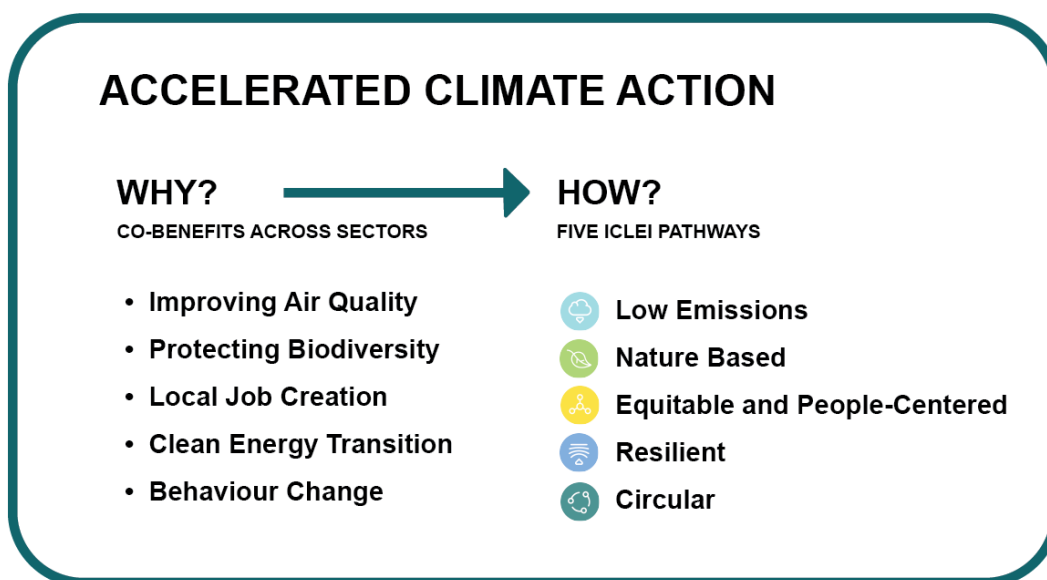 ACCELERATED CLIMATE ACTION
WHY?
CO-BENEFITS ACROSS SECTORS
• Improving Air Quality
• Protecting Biodiversity
• Local Job Creation
• Clean Energy Transition
• Behaviour Change
HOW?
FIVE ICLEI PATHWAYS
Low Emissions
Nature Based
Equitable and People-Centered
Resilient
Circular